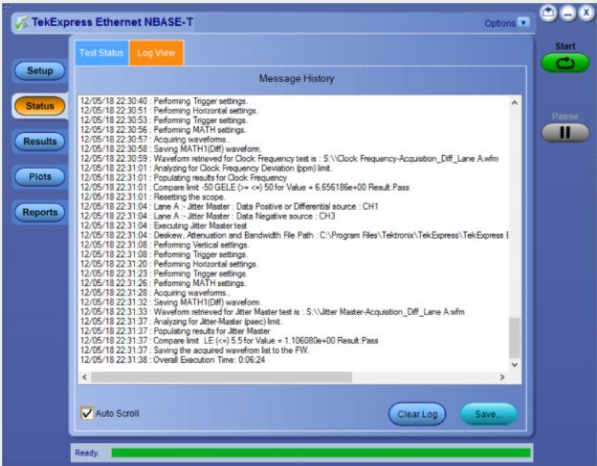 TekExpress Ethernet NBASE-T
Options
Start
Pause
Setup
Status
Results
Plots
Reports
Test Status
Log View
Message History
12/05/18 22:30:40 : Performing Trigger settings.
12/05/18 22:30:51 : Performing Horizontal settings.
12/05/18 22:30:53 : Performing Trigger settings.
12/05/18 22:30:56 : Performing MATH settings.
12/05/18 22:30:57 : Acquiring waveforms..
12/05/18 22:30:58 : Saving MATH1(Diff) waveform.
12/05/18 22:30:59 : Waveform retrieved for Clock Frequency test is : S:\\Clock Frequency-Acquisition_Diff_Lane A.wfm
12/05/18 22:31:01 : Analyzing for Clock Frequency Deviation (ppm) limit.
12/05/18 22:31:01 : Populating results for Clock Frequency
12/05/18 22:31:01 : Compare limit -50 GELE (>= <=) 50 for Value = 6.656186e+00 Result:Pass
12/05/18 22:31:01 : Resetting the scope.
12/05/18 22:31:04 : Lane A :- Jitter Master : Data Positive or Differential source : CH1
12/05/18 22:31:04 : Lane A :- Jitter Master : Data Negative source : CH3
12/05/18 22:31:04 : Executing Jitter Master test
12/05/18 22:31:04 : Deskew, Attenuation and Bandwidth File Path : C:\Program Files\Tektronix\TekExpress\TekExpress E
12/05/18 22:31:08 : Performing Vertical settings.
12/05/18 22:31:08 : Performing Trigger settings.
12/05/18 22:31:20 : Performing Horizontal settings.
12/05/18 22:31:23 : Performing Trigger settings.
12/05/18 22:31:26 : Performing MATH settings.
12/05/18 22:31:28 : Acquiring waveforms..
12/05/18 22:31:32 : Saving MATH1(Diff) waveform.
12/05/18 22:31:33 : Waveform retrieved for Jitter Master test is : S:\\Jitter Master-Acquisition_Diff_Lane A.wfm
12/05/18 22:31:37 : Analyzing for Jitter-Master (psec) limit.
12/05/18 22:31:37 : Populating results for Jitter Master
12/05/18 22:31:37 : Compare limit LE (<=) 5.5 for Value = 1.106080e+00 Result:Pass
12/05/18 22:31:37 : Saving the acquired wavefrom list to the FW.
12/05/18 22:31:38 : Overall Execution Time: 0:06:24
Auto Scroll
Clear Log
Save...
Ready.